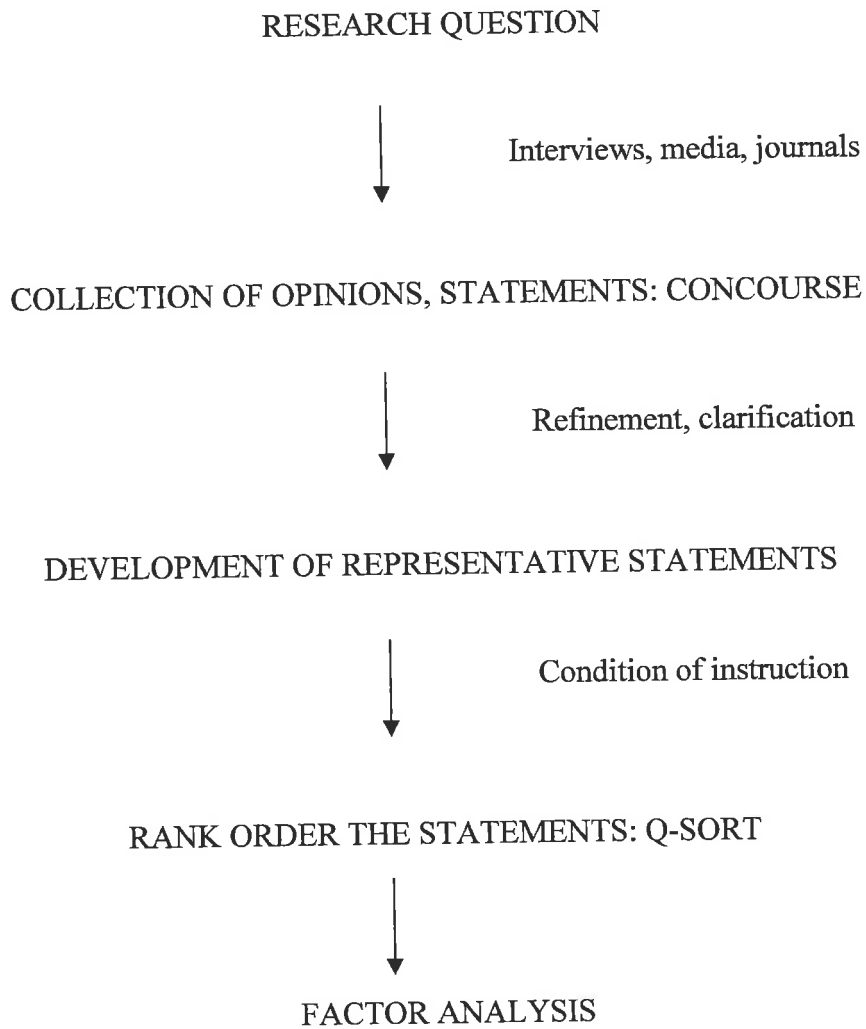 RESEARCH QUESTION
Interviews, media, journals
COLLECTION OF OPINIONS, STATEMENTS: CONCOURSE
Refinement, clarification
DEVELOPMENT OF REPRESENTATIVE STATEMENTS
Condition of instruction
RANK ORDER THE STATEMENTS: Q-SORT
FACTOR ANALYSIS